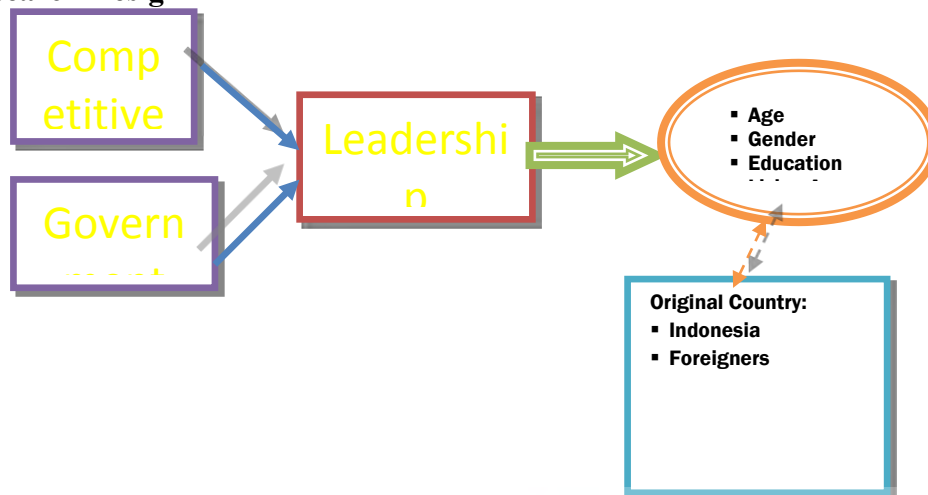 Comp
etitive
Leadershi
Govern
▪ Age
▪ Gender
▪ Education
Original Country:
▪ Indonesia
▪ Foreigners